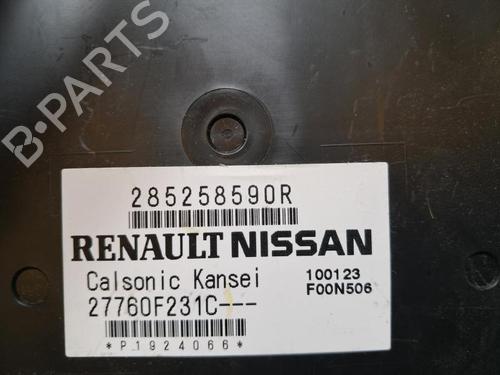 B-PARTS
285258590R
RENAULT NISSAN
Calsonic Kansei 100123
27760F231C--- F00N506
*P1924066*